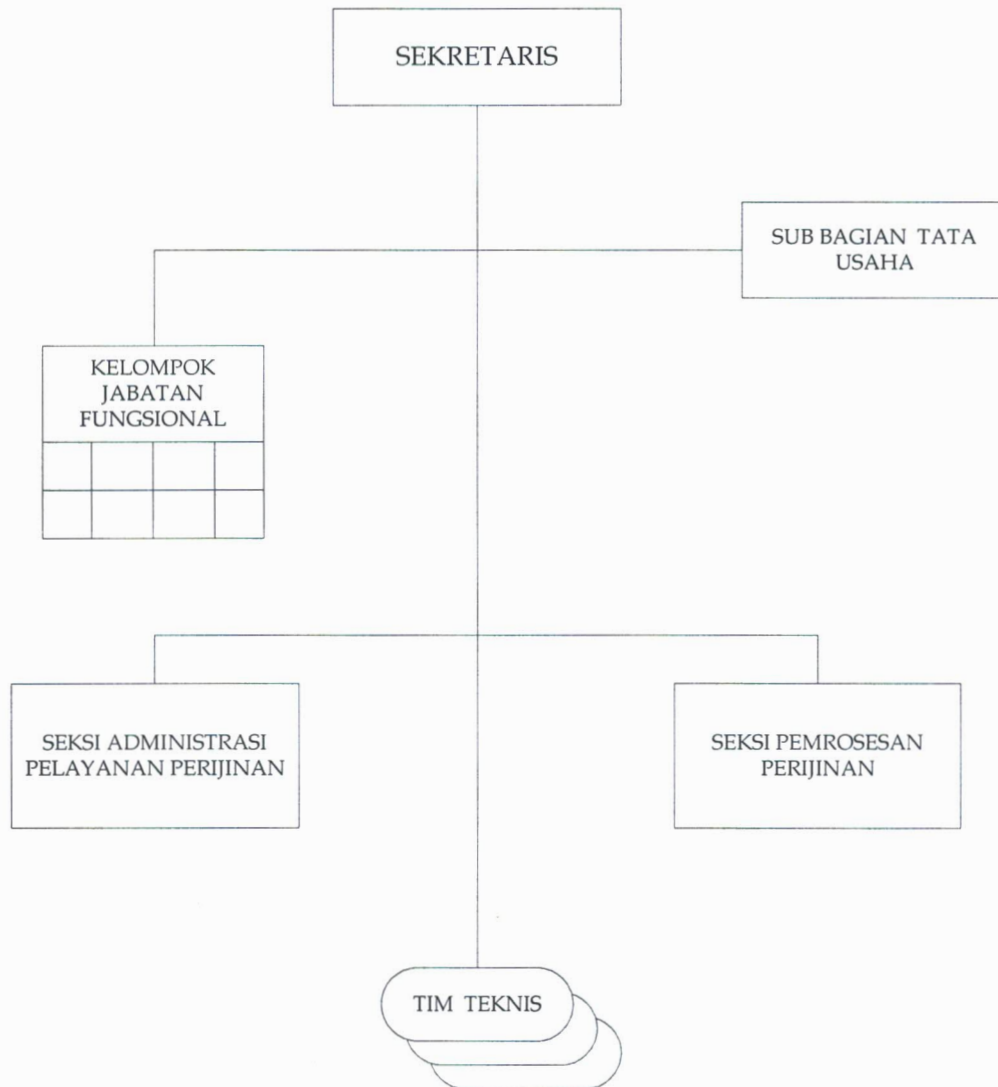 SEKRETARIS
SUB BAGIAN TATA
USAHA
KELOMPOK
JABATAN
FUNGSIONAL
SEKSI ADMINISTRASI
PELAYANAN PERIJINAN
SEKSI PEMROSESAN
PERIJINAN
TIM TEKNIS